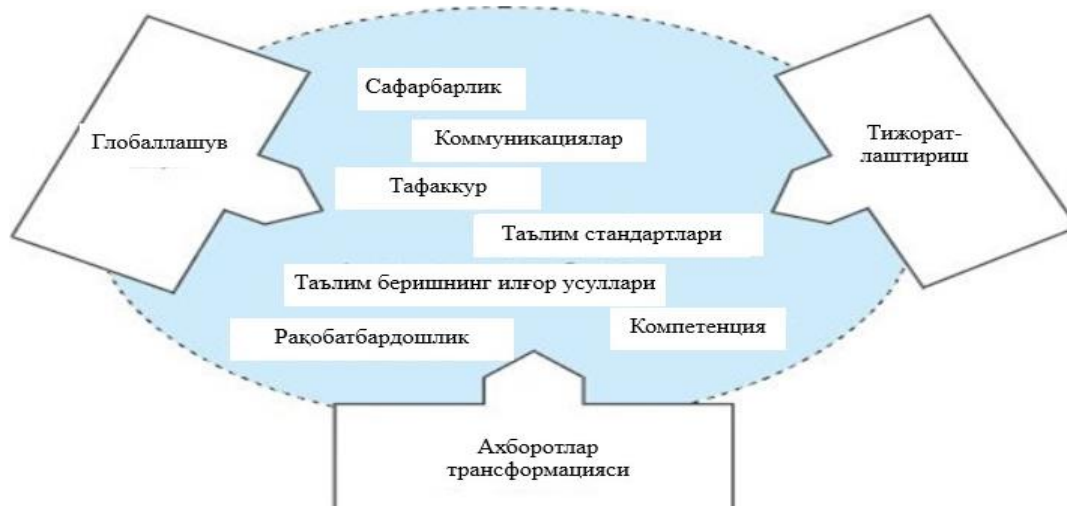 Сафарбарлик
Глобаллашув
Коммуникациялар
Тижорат-
лаштириш
Тафаккур
Таълим стандартлари
Таълим беришнинг илғор усуллари
Рақобатбардошлик
Компетенция
Ахборотлар
трансформацияси